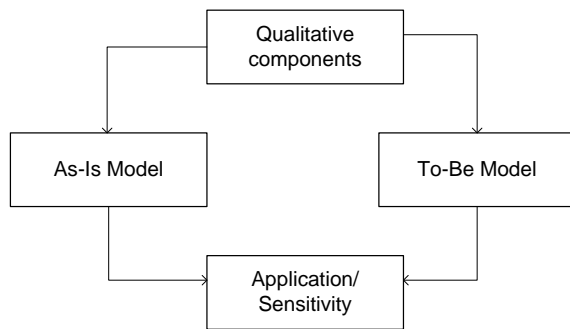 Qualitative
components
As-Is Model
To-Be Model
Application/
Sensitivity